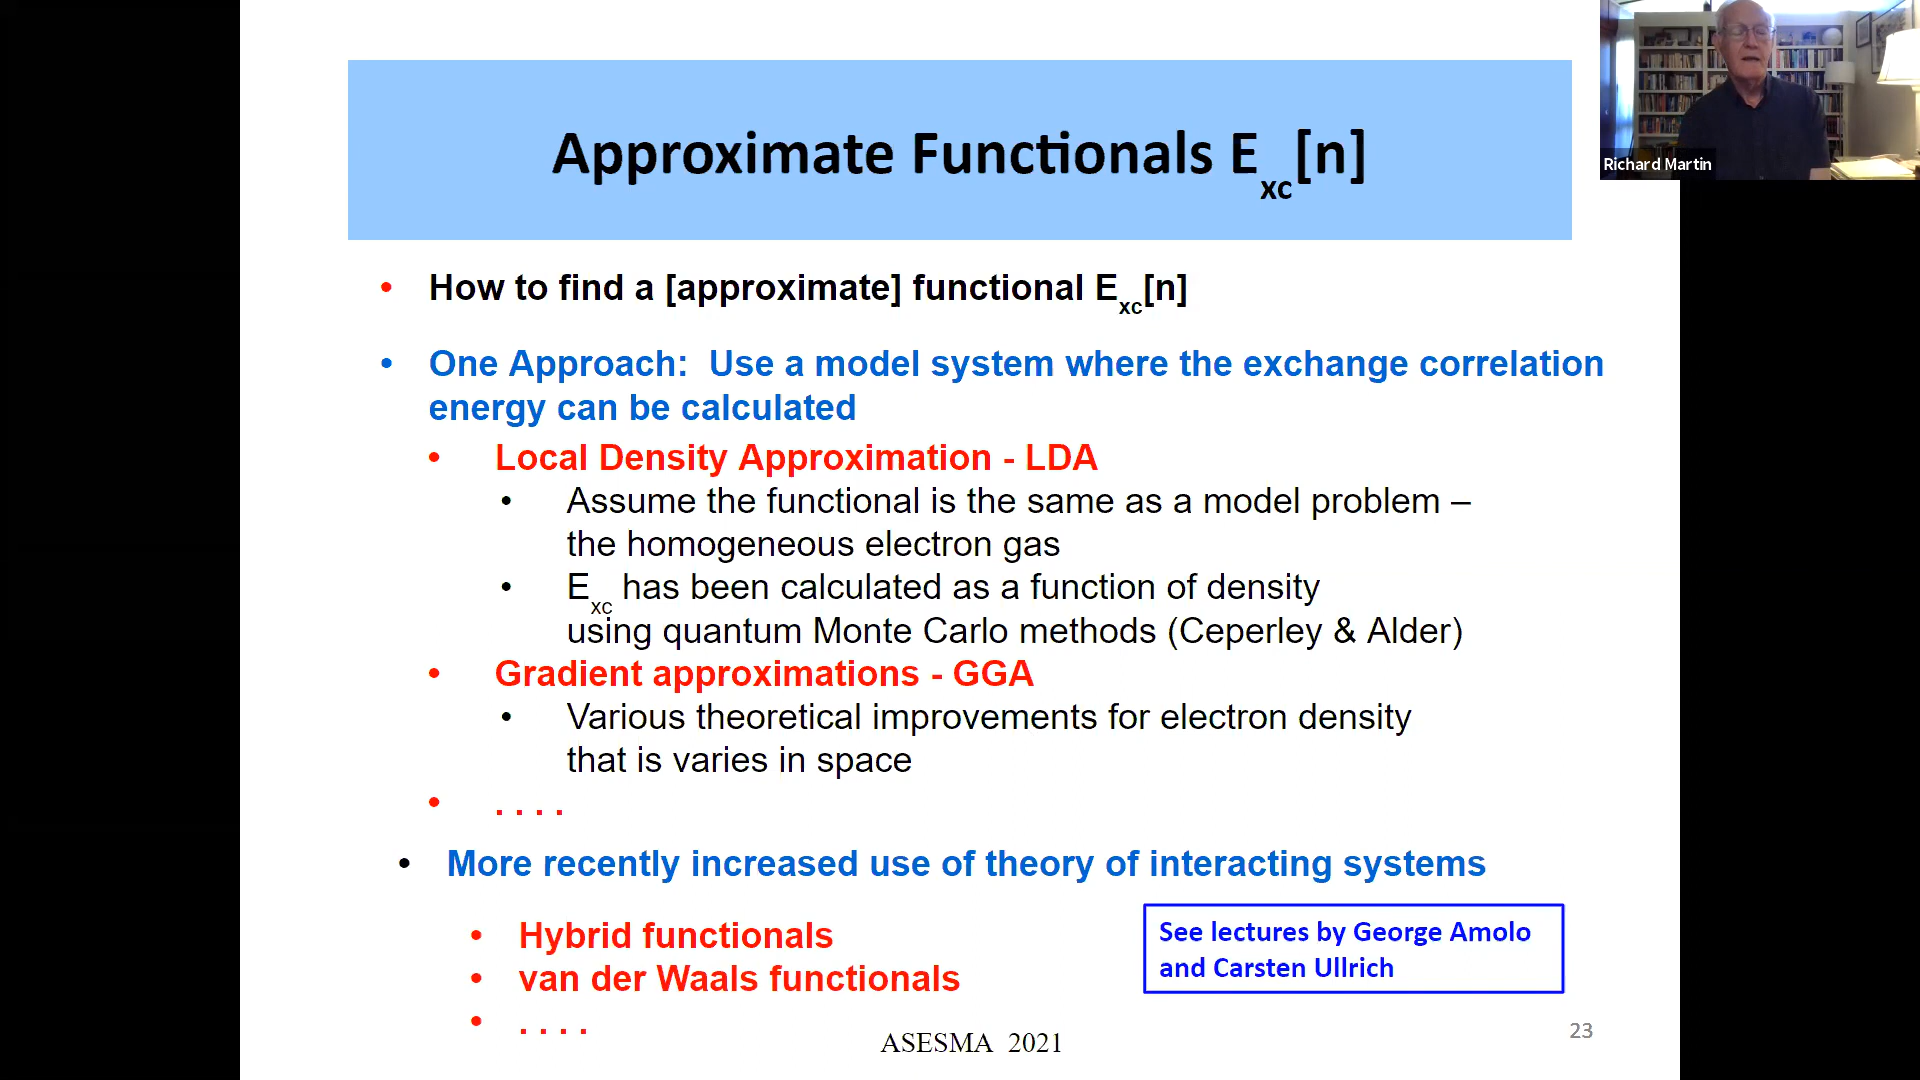 Approximate Functionals Exc[n]
Richard Martin
• How to find a [approximate] functional Exc[n]
• One Approach: Use a model system where the exchange correlation
energy can be calculated
• Local Density Approximation - LDA
• Assume the functional is the same as a model problem –
the homogeneous electron gas
• Exc has been calculated as a function of density
using quantum Monte Carlo methods (Ceperley & Alder)
• Gradient approximations - GGA
• Various theoretical improvements for electron density
that is varies in space
• . . . .
• More recently increased use of theory of interacting systems
• Hybrid functionals
• van der Waals functionals
• . . . .
See lectures by George Amolo
and Carsten Ullrich
ASESMA 2021
23